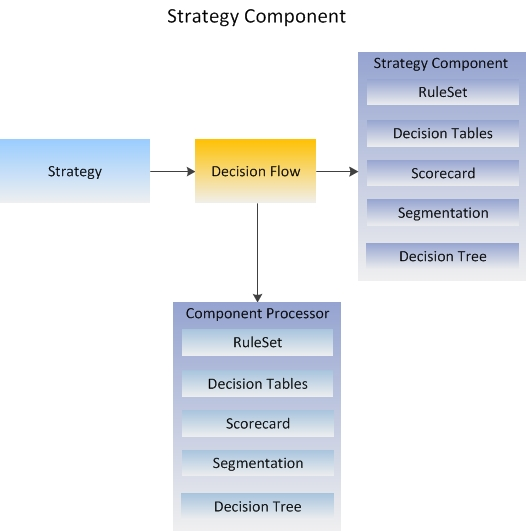 Strategy Component
Strategy Component
RuleSet
Decision Tables
Scorecard
Segmentation
Decision Tree
Strategy
Decision Flow
Component Processor
RuleSet
Decision Tables
Scorecard
Segmentation
Decision Tree